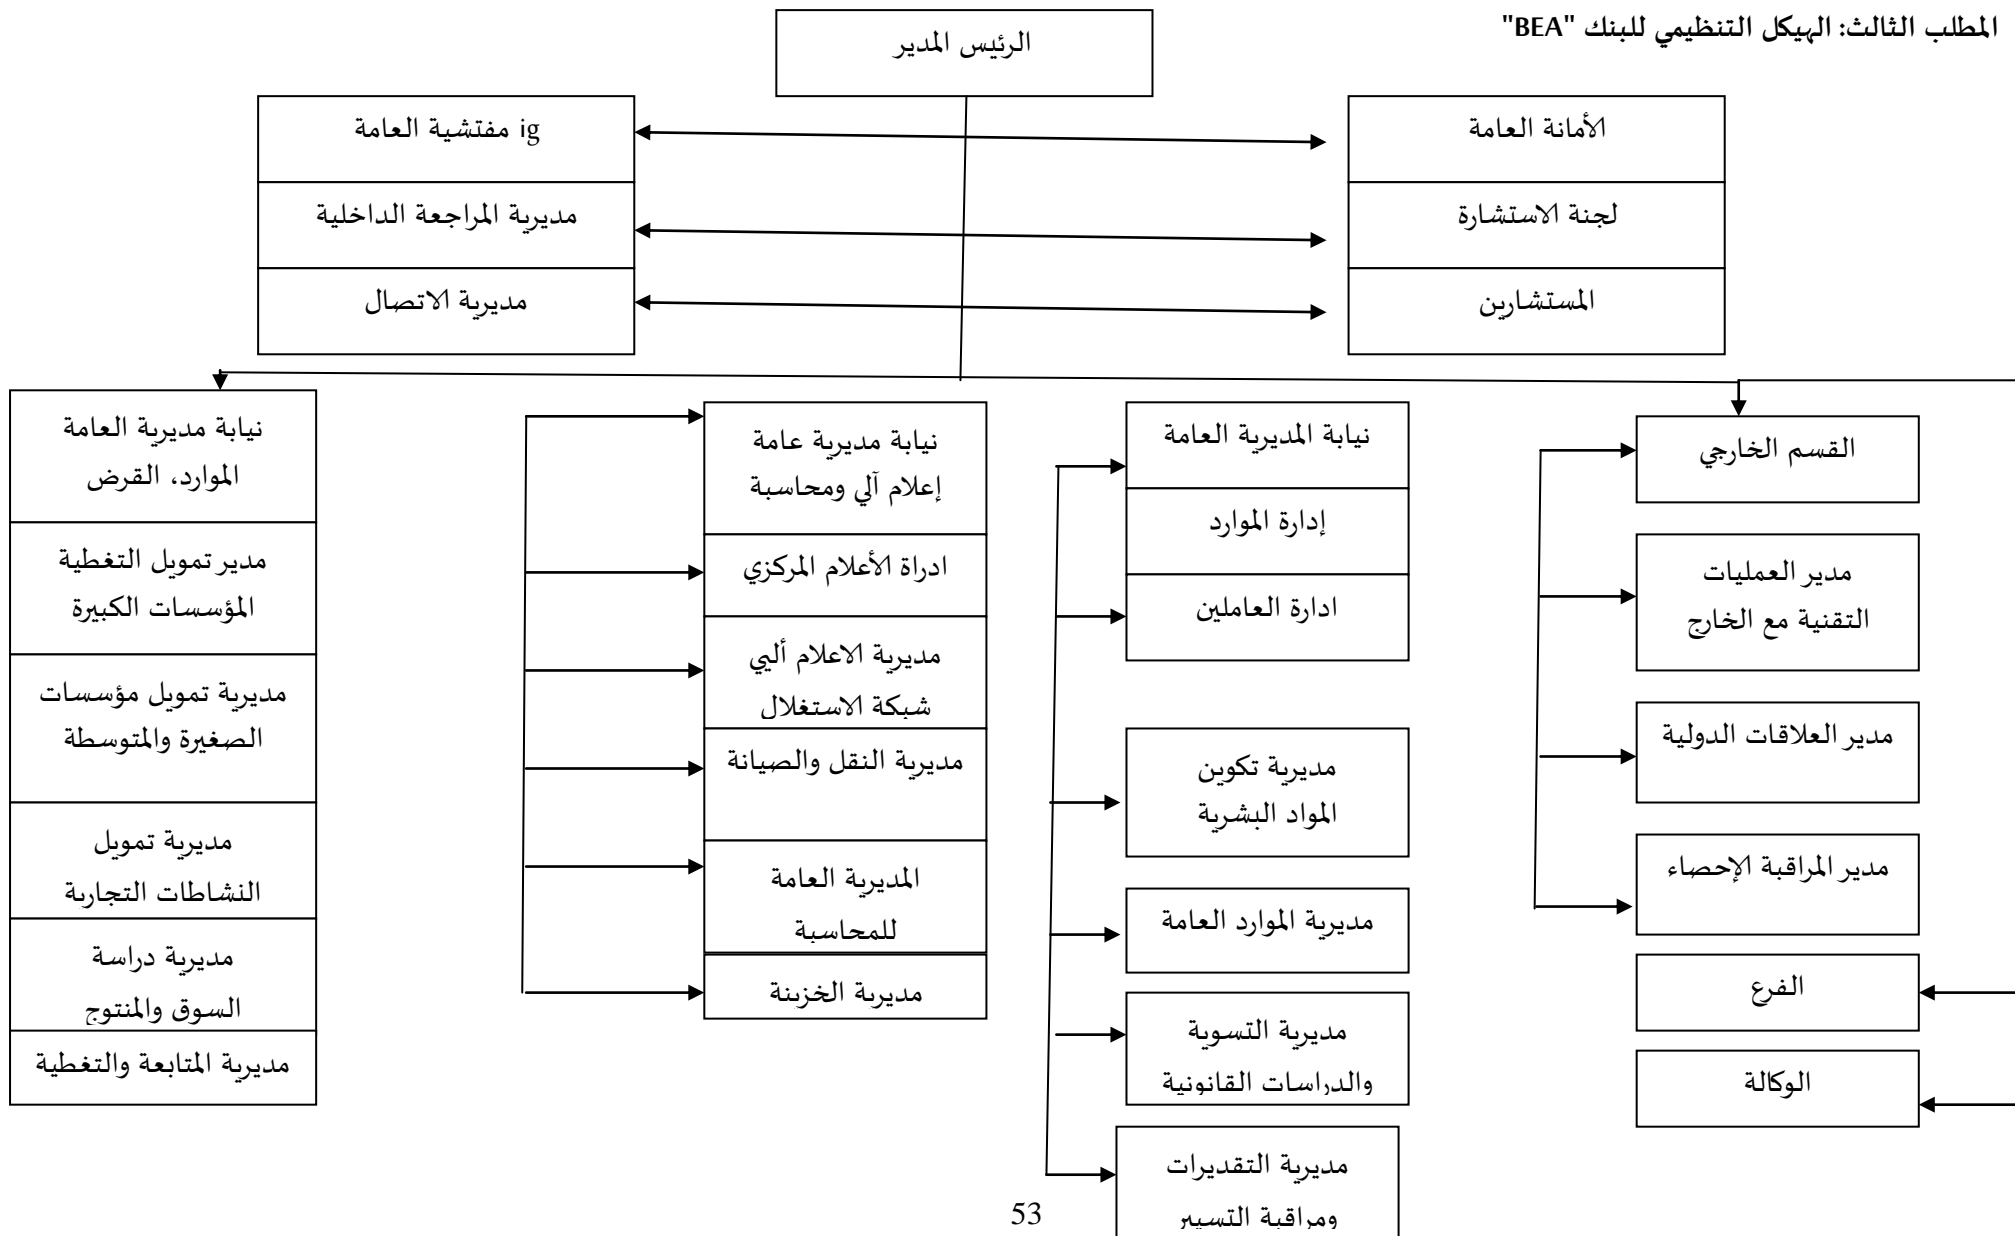 المطلب الثالث: الهيكل التنظيمي للبنك "BEA"
الرئيس المدير
الأمانة العامة
لجنة الاستشارة
المستشارين
ig مفتشية العامة
مديرية المراجعة الداخلية
مديرية الاتصال
القسم الخارجي
مدير العمليات
التقنية مع الخارج
مدير العلاقات الدولية
مدير المراقبة الإحصاء
الفرع
الوكالة
نيابة المديرية العامة
إدارة الموارد
ادارة العاملين
مديرية تكوين
المواد البشرية
مديرية الموارد العامة
مديرية التسوية
والدراسات القانونية
مديرية التقديرات
ومراقبة التسيير
نيابة مديرية عامة
إعلام آلي ومحاسبة
ادراة الأعلام المركزي
مديرية الاعلام أليي
شبكة الاستغلال
مديرية النقل والصيانة
المديرية العامة
للمحاسبة
مديرية الخزينة
نيابة مديرية العامة
الموارد، القرض
مدير تمويل التغطية
المؤسسات الكبيرة
مديرية تمويل مؤسسات
الصغيرة والمتوسطة
مديرية تمويل
النشاطات التجارية
مديرية دراسة
السوق والمنتوج
مديرية المتابعة والتغطية
53